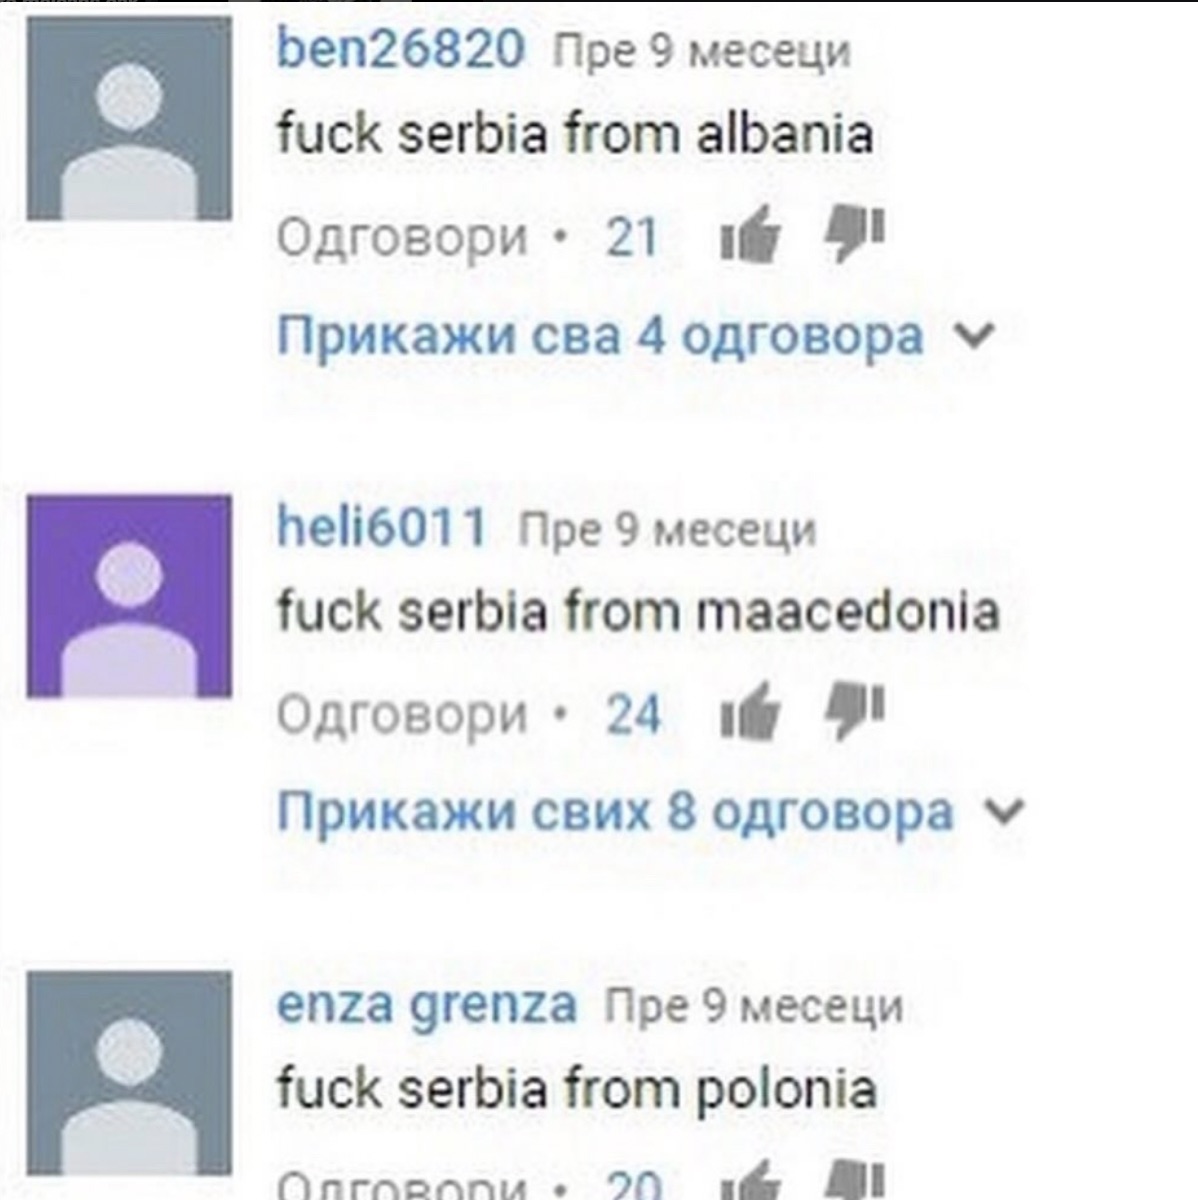 ben26820 Пре 9 месеци
fuck serbia from albania
Одговори • 21
Прикажи сва 4 одговора
heli6011 Пре 9 месеци
fuck serbia from maacedonia
Одговори • 24
Прикажи свих 8 одговора
enza grenza Пре 9 месеци
fuck serbia from polonia
Одговори • 20